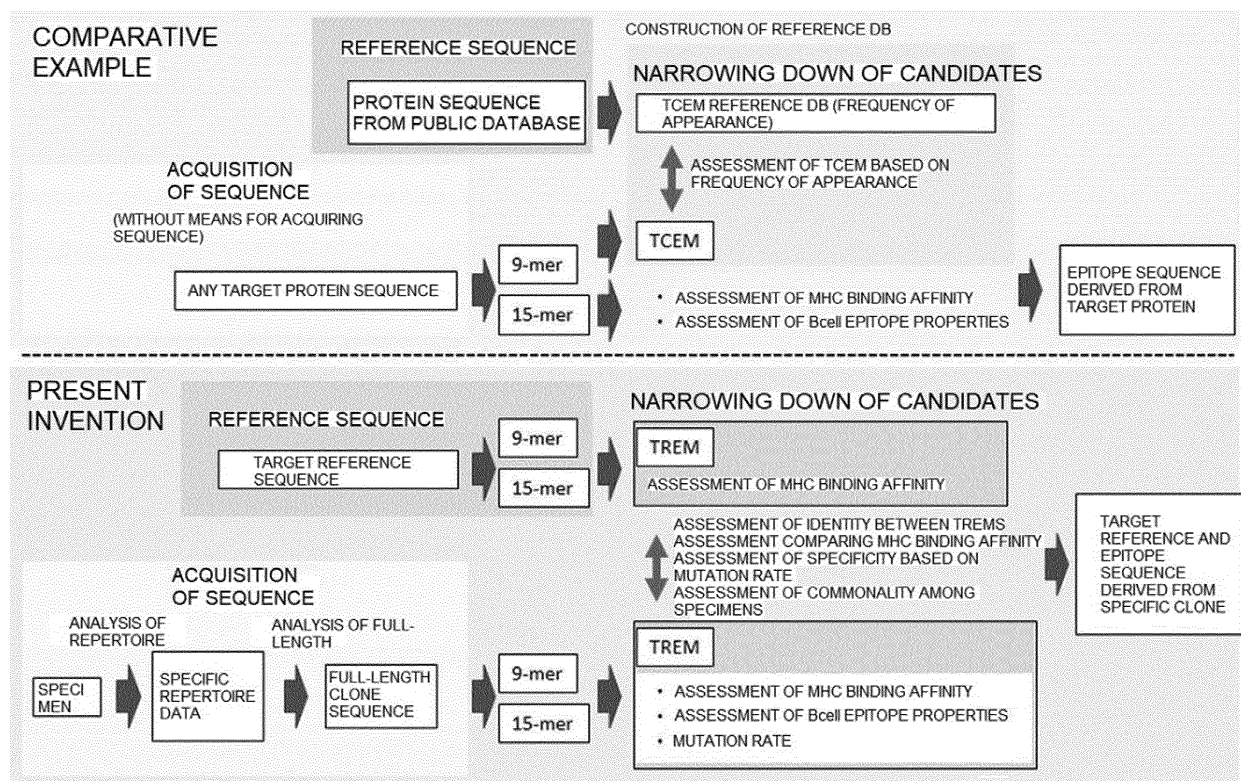 COMPARATIVE
EXAMPLE
REFERENCE SEQUENCE
PROTEIN SEQUENCE
FROM PUBLIC DATABASE
CONSTRUCTION OF REFERENCE DB
NARROWING DOWN OF CANDIDATES
TCEM REFERENCE DB (FREQUENCY OF
APPEARANCE)
ASSESSMENT OF TCEM BASED ON
FREQUENCY OF APPEARANCE
ACQUISITION
OF SEQUENCE
(WITHOUT MEANS FOR ACQUIRING
SEQUENCE)
ANY TARGET PROTEIN SEQUENCE
9-mer
15-mer
TCEM
• ASSESSMENT OF MHC BINDING AFFINITY
• ASSESSMENT OF Bcell EPITOPE PROPERTIES
EPITOPE SEQUENCE
DERIVED FROM
TARGET PROTEIN
PRESENT
INVENTION
REFERENCE SEQUENCE
TARGET REFERENCE
SEQUENCE
9-mer
15-mer
NARROWING DOWN OF CANDIDATES
TREM
ASSESSMENT OF MHC BINDING AFFINITY
ASSESSMENT OF IDENTITY BETWEEN TREMS
ASSESSMENT COMPARING MHC BINDING AFFINITY
ASSESSMENT OF SPECIFICITY BASED ON
MUTATION RATE
ASSESSMENT OF COMMONALITY AMONG
SPECIMENS
ACQUISITION
OF SEQUENCE
ANALYSIS OF
REPERTOIRE
ANALYSIS OF FULL-
LENGTH
SPECI
MEN
SPECIFIC
REPERTOIRE
DATA
FULL-LENGTH
CLONE
SEQUENCE
9-mer
15-mer
TREM
• ASSESSMENT OF MHC BINDING AFFINITY
• ASSESSMENT OF Bcell EPITOPE PROPERTIES
• MUTATION RATE
TARGET
REFERENCE AND
EPITOPE
SEQUENCE
DERIVED FROM
SPECIFIC CLONE